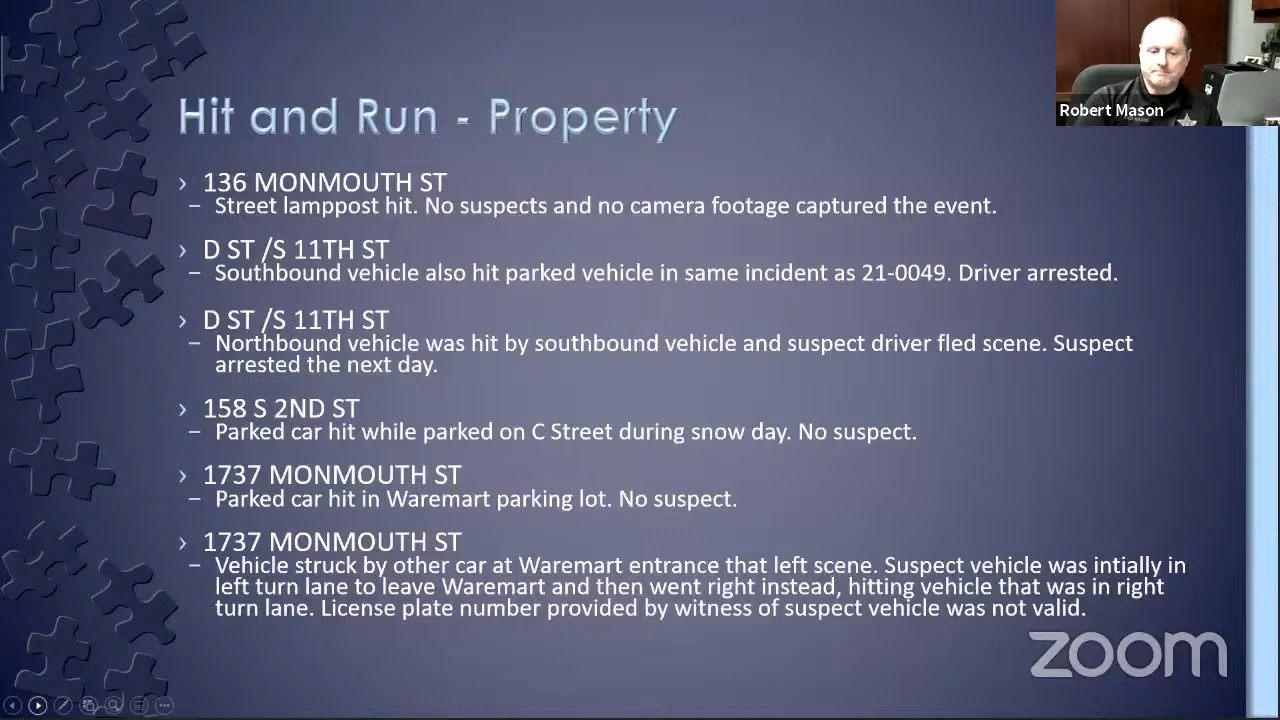 Robert Mason
Hit and Run - Property
› 136 MONMOUTH ST
– Street lamppost hit. No suspects and no camera footage captured the event.
› D ST /S 11TH ST
– Southbound vehicle also hit parked vehicle in same incident as 21-0049. Driver arrested.
› D ST /S 11TH ST
– Northbound vehicle was hit by southbound vehicle and suspect driver fled scene. Suspect
arrested the next day.
› 158 S 2ND ST
– Parked car hit while parked on C Street during snow day. No suspect.
› 1737 MONMOUTH ST
– Parked car hit in Waremart parking lot. No suspect.
› 1737 MONMOUTH ST
– Vehicle struck by other car at Waremart entrance that left scene. Suspect vehicle was intially in
left turn lane to leave Waremart and then went right instead, hitting vehicle that was in right
turn lane. License plate number provided by witness of suspect vehicle was not valid.
zoom